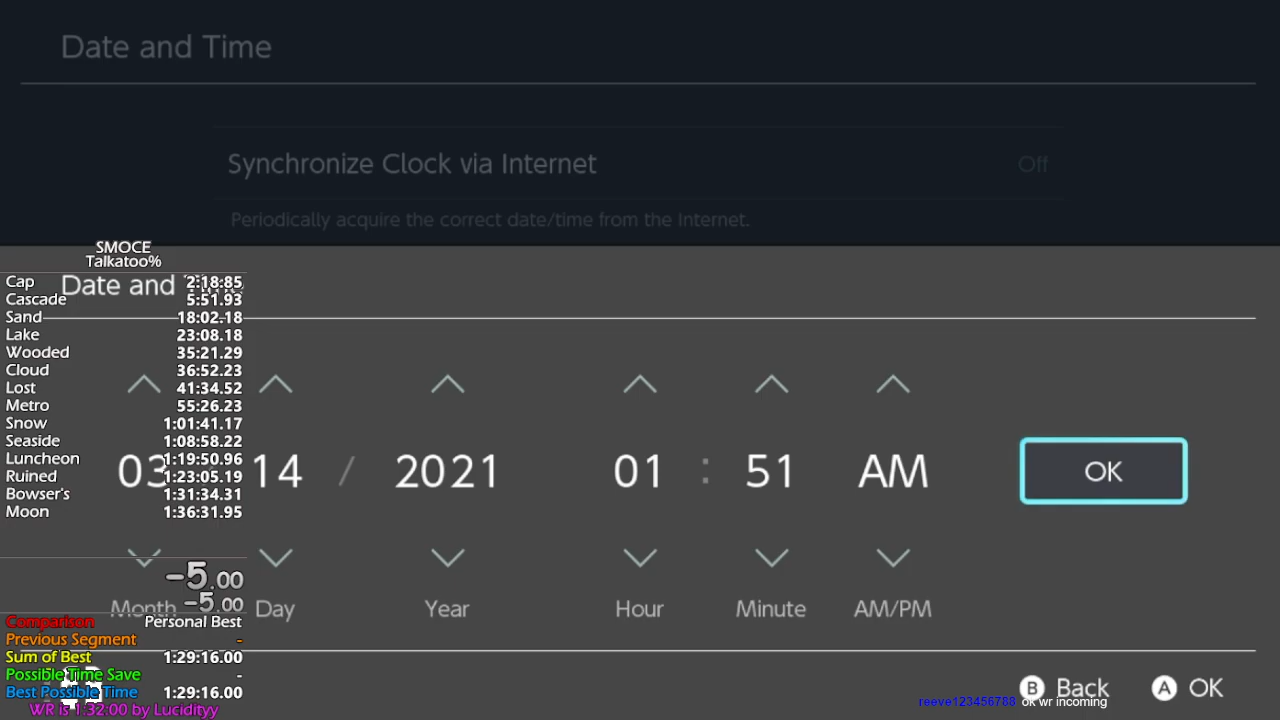 Date and Time
Synchronize Clock via Internet Off
Periodically acquire the correct date/time from the Internet.
SMOCE
Talkatoo%
Date and
Cap 2:18:85
Cascade 5:51.93
Sand 18:02.18
Lake 23:08.18
Wooded 35:21.29
Cloud 36:52.23
Lost 41:34.52
Metro 55:26.23
Snow 1:01:41.17
Seaside 1:08:58.22
Luncheon 1:19:50.96
Ruined 1:23:05.19
Bowser's 1:31:34.31
Moon 1:36:31.95
03 14 / 2021 01 : 51 AM OK
-5.00
-5.00
Month Day Year Hour Minute AM/PM
Comparison Personal Best
Previous Segment -
Sum of Best 1:29:16.00
Possible Time Save -
Best Possible Time 1:29:16.00
WR is 1:32:00 by Lucidityy
B Back A OK
reeve123456788 ok wr incoming